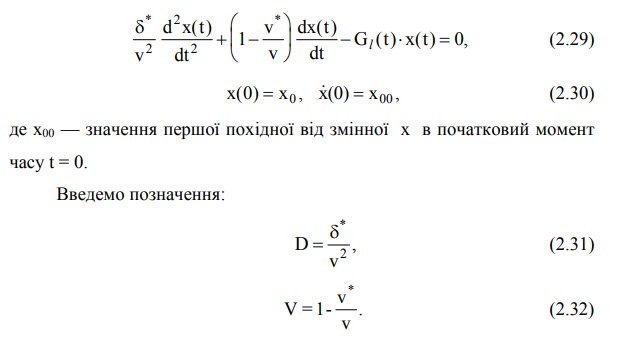 δ*/v² d²x(t)/dt² + (1 − v*/v) dx(t)/dt − G_l(t)·x(t) = 0, (2.29)
x(0) = x₀, ẋ(0) = x₀₀, (2.30)
де x₀₀ — значення першої похідної від змінної x в початковий момент
часу t = 0.
Введемо позначення:
D = δ*/v², (2.31)
V = 1 - v*/v. (2.32)